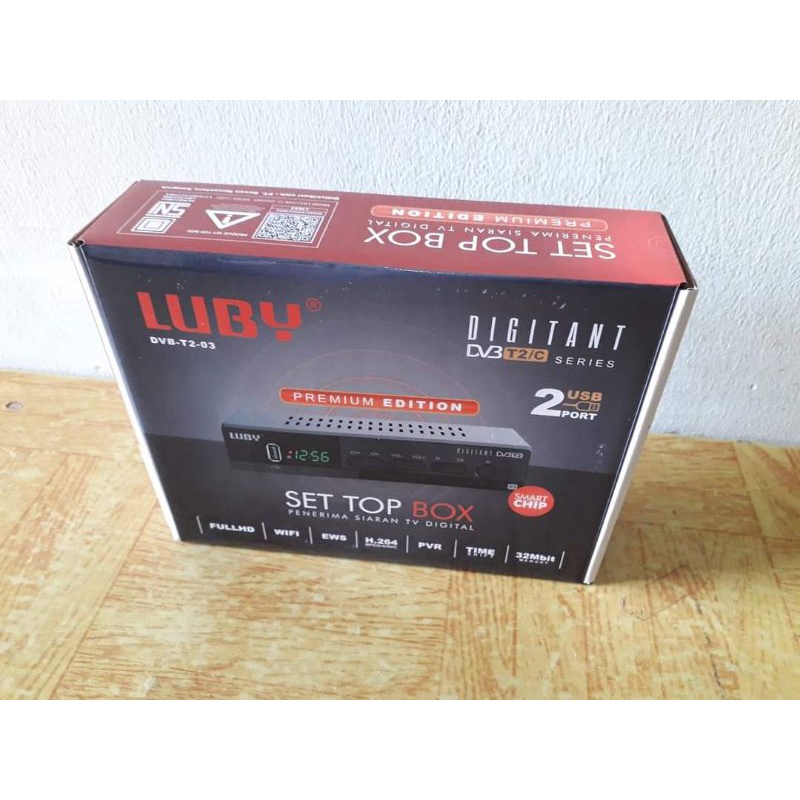 SET TOP BOX
PENERIMA SIARAN TV DIGITAL
PREMIUM EDITION
LUBY®
DVB-T2-03
DIGITANT
DVB T2/C SERIES
2 USB
PORT
PREMIUM EDITION
LUBY
12:56
DIGITANT
SMART
CHIP
SET TOP BOX
PENERIMA SIARAN TV DIGITAL
FULLHD
WIFI
EWS
H.264
PVR
TIME
SHIFT
32Mbit
MEMORY